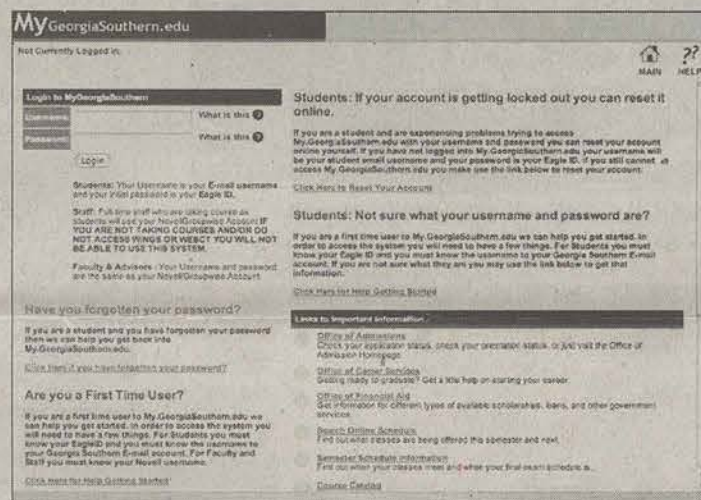 MyGeorgiaSouthern.edu
Not Currently Logged in.
MAIN
??
HELP
Login to MyGeorgiaSouthern
Username
What is this ?
Password
What is this ?
Login
Students: Your Username is your E-mail username
and your initial password is your Eagle ID.
Staff: Full time staff who are taking course as
students will use your Novell/Groupwise Account IF
YOU ARE NOT TAKING COURSES AND/OR DO
NOT ACCESS WINGS OR WEBCT YOU WILL NOT
BE ABLE TO USE THIS SYSTEM.
Faculty & Advisors : Your Username and password
are the same as your Novell/Groupwise Account.
Have you forgotten your password?
If you are a student and you have forgotten your password
then we can help you get back into
My.GeorgiaSouthern.edu.
Click Here if you have forgotten your password?
Are you a First Time User?
If you are a first time user to My.GeorgiaSouthern.edu we
can help you get started. In order to access the system you
will need to have a few things. For Students you must
know your EagleID and you must know the username to
your Georgia Southern E-mail account. For Faculty and
Staff you must know your Novell username.
Click Here for Help Getting Started
Students: If your account is getting locked out you can reset it
online.
If you are a student and are experiencing problems trying to access
My.GeorgiaSouthern.edu with your username and password you can reset your account
online yourself. If you have not logged into My.GeorgiaSouthern.edu your username will
be your student email username and your password is your Eagle ID. If you still cannot
access My.GeorgiaSouthern.edu you make use the link below to reset your account.
Click Here to Reset Your Account
Students: Not sure what your username and password are?
If you are a first time user to My.GeorgiaSouthern.edu we can help you get started. In
order to access the system you will need to have a few things. For Students you must
know your Eagle ID and you must know the username to your Georgia Southern E-mail
account. If you are not sure what they are you may use the link below to get that
information.
Click Here for Help Getting Started
Links to Important Information
Office of Admissions
Check your application status, check your orientation status, or just visit the Office of
Admission Homepage.
Office of Career Services
Getting ready to graduate? Get a little help on starting your career.
Office of Financial Aid
Get information for different types of available scholarships, loans, and other government
services.
Search Online Schedule
Find out what classes are being offered this semester and next.
Semester Schedule Information
Find out when your classes meet and when your final exam schedule is...
Course Catalog